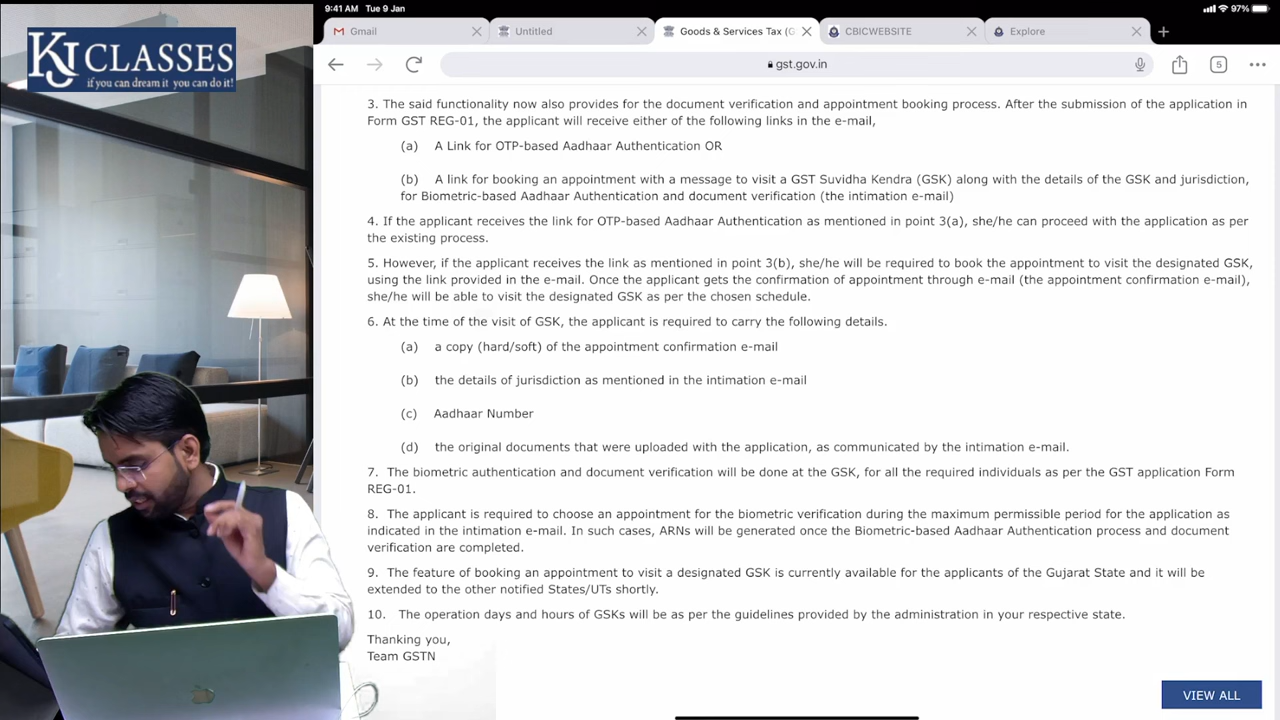 9:41 AM Tue 9 Jan
97%
KJ CLASSES
if you can dream it you can do it!
Gmail
Untitled
Goods & Services Tax (G
CBICWEBSITE
Explore
gst.gov.in
5
3. The said functionality now also provides for the document verification and appointment booking process. After the submission of the application in
Form GST REG-01, the applicant will receive either of the following links in the e-mail,
(a) A Link for OTP-based Aadhaar Authentication OR
(b) A link for booking an appointment with a message to visit a GST Suvidha Kendra (GSK) along with the details of the GSK and jurisdiction,
for Biometric-based Aadhaar Authentication and document verification (the intimation e-mail)
4. If the applicant receives the link for OTP-based Aadhaar Authentication as mentioned in point 3(a), she/he can proceed with the application as per
the existing process.
5. However, if the applicant receives the link as mentioned in point 3(b), she/he will be required to book the appointment to visit the designated GSK,
using the link provided in the e-mail. Once the applicant gets the confirmation of appointment through e-mail (the appointment confirmation e-mail),
she/he will be able to visit the designated GSK as per the chosen schedule.
6. At the time of the visit of GSK, the applicant is required to carry the following details.
(a) a copy (hard/soft) of the appointment confirmation e-mail
(b) the details of jurisdiction as mentioned in the intimation e-mail
(c) Aadhaar Number
(d) the original documents that were uploaded with the application, as communicated by the intimation e-mail.
7. The biometric authentication and document verification will be done at the GSK, for all the required individuals as per the GST application Form
REG-01.
8. The applicant is required to choose an appointment for the biometric verification during the maximum permissible period for the application as
indicated in the intimation e-mail. In such cases, ARNs will be generated once the Biometric-based Aadhaar Authentication process and document
verification are completed.
9. The feature of booking an appointment to visit a designated GSK is currently available for the applicants of the Gujarat State and it will be
extended to the other notified States/UTs shortly.
10. The operation days and hours of GSKs will be as per the guidelines provided by the administration in your respective state.
Thanking you,
Team GSTN
VIEW ALL